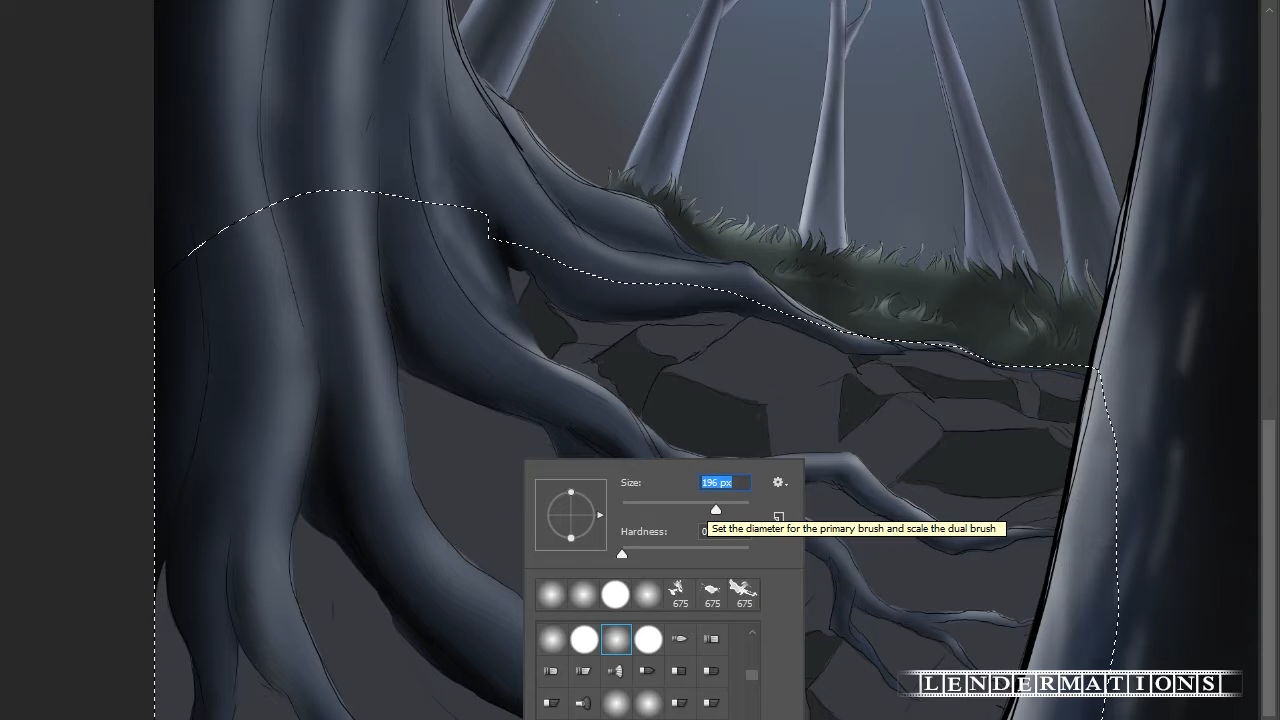 Size:
196 px
Set the diameter for the primary brush and scale the dual brush
Hardness:
675
675
675
LENDERMATIONS